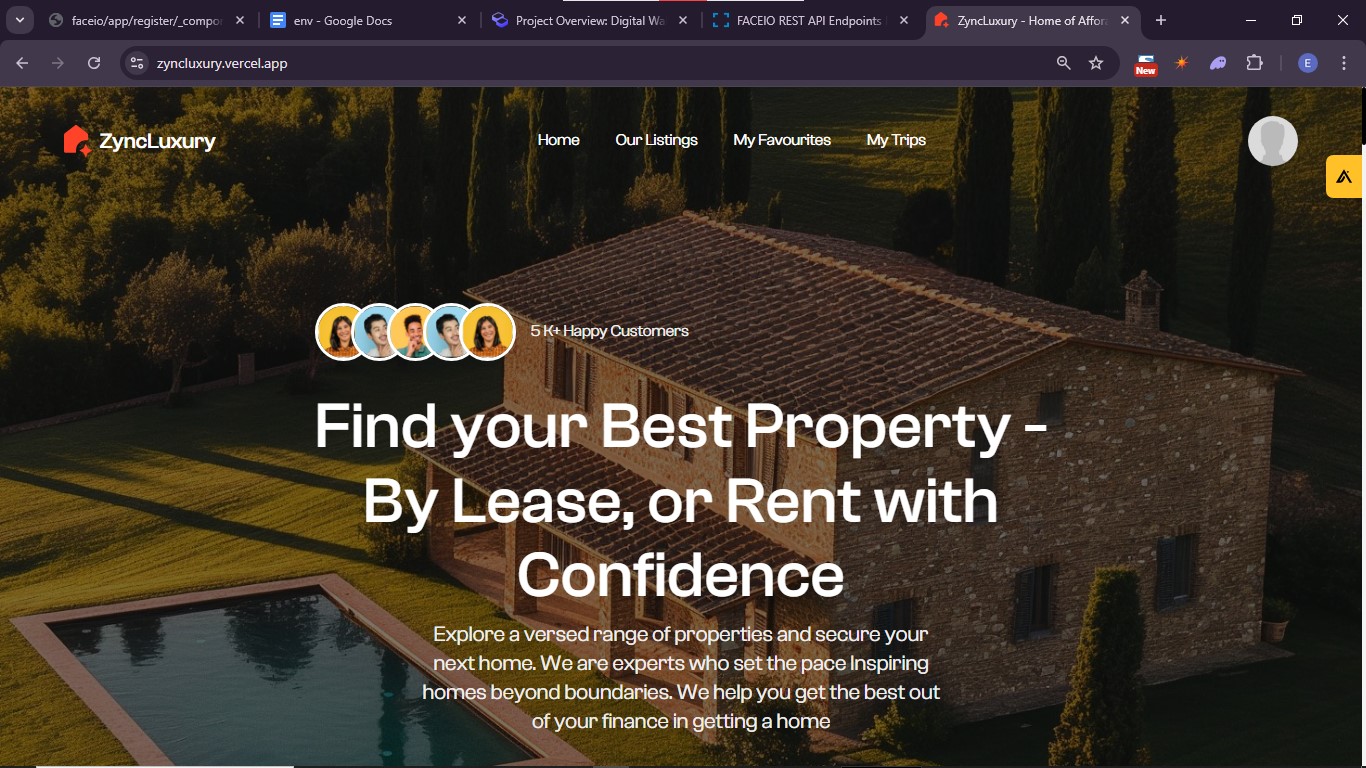 faceio/app/register/_compor
env - Google Docs
Project Overview: Digital Wa
FACEIO REST API Endpoints
ZyncLuxury - Home of Affor
zyncluxury.vercel.app
New
E
ZyncLuxury
Home
Our Listings
My Favourites
My Trips
5 K+ Happy Customers
Find your Best Property -
By Lease, or Rent with
Confidence
Explore a versed range of properties and secure your
next home. We are experts who set the pace Inspiring
homes beyond boundaries. We help you get the best out
of your finance in getting a home